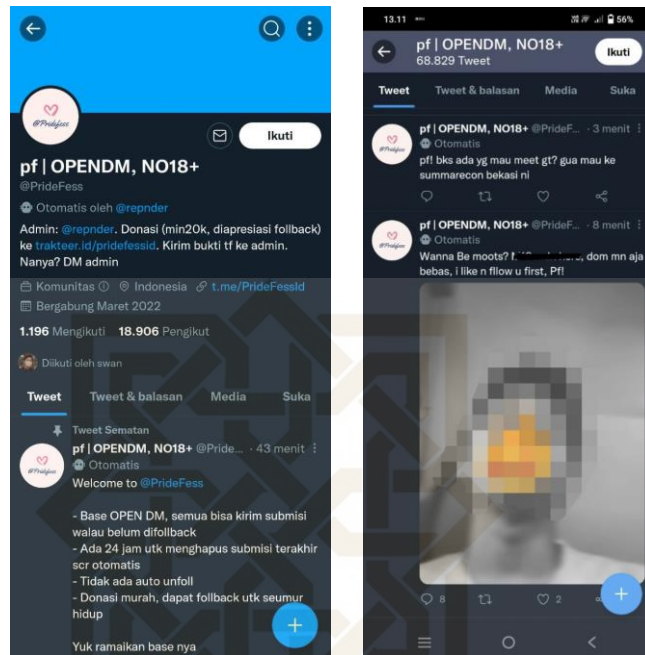 @Pridefess
Ikuti
pf | OPENDM, NO18+
@PrideFess
Otomatis oleh @repnder
Admin: @repnder. Donasi (min20k, diapresiasi follback)
ke trakteer.id/pridefessid. Kirim bukti tf ke admin.
Nanya? DM admin
Komunitas Indonesia t.me/PrideFessId
Bergabung Maret 2022
1.196 Mengikuti 18.906 Pengikut
Diikuti oleh swan
Tweet Tweet & balasan Media Suka
Tweet Sematan
pf | OPENDM, NO18+ @Pride... · 43 menit
@Pridefess
Otomatis
Welcome to @PrideFess
- Base OPEN DM, semua bisa kirim submisi
walau belum difollback
- Ada 24 jam utk menghapus submisi terakhir
scr otomatis
- Tidak ada auto unfoll
- Donasi murah, dapat follback utk seumur
hidup
Yuk ramaikan base nya
13.11 56%
pf | OPENDM, NO18+
68.829 Tweet
Ikuti
Tweet Tweet & balasan Media Suka
pf | OPENDM, NO18+ @PrideF... · 3 menit
@Pridefess
Otomatis
pf! bks ada yg mau meet gt? gua mau ke
summarecon bekasi ni
pf | OPENDM, NO18+ @PrideF... · 8 menit
@Pridefess
Otomatis
Wanna Be moots? dom mn aja
bebas, i like n fllow u first, Pf!
8 2